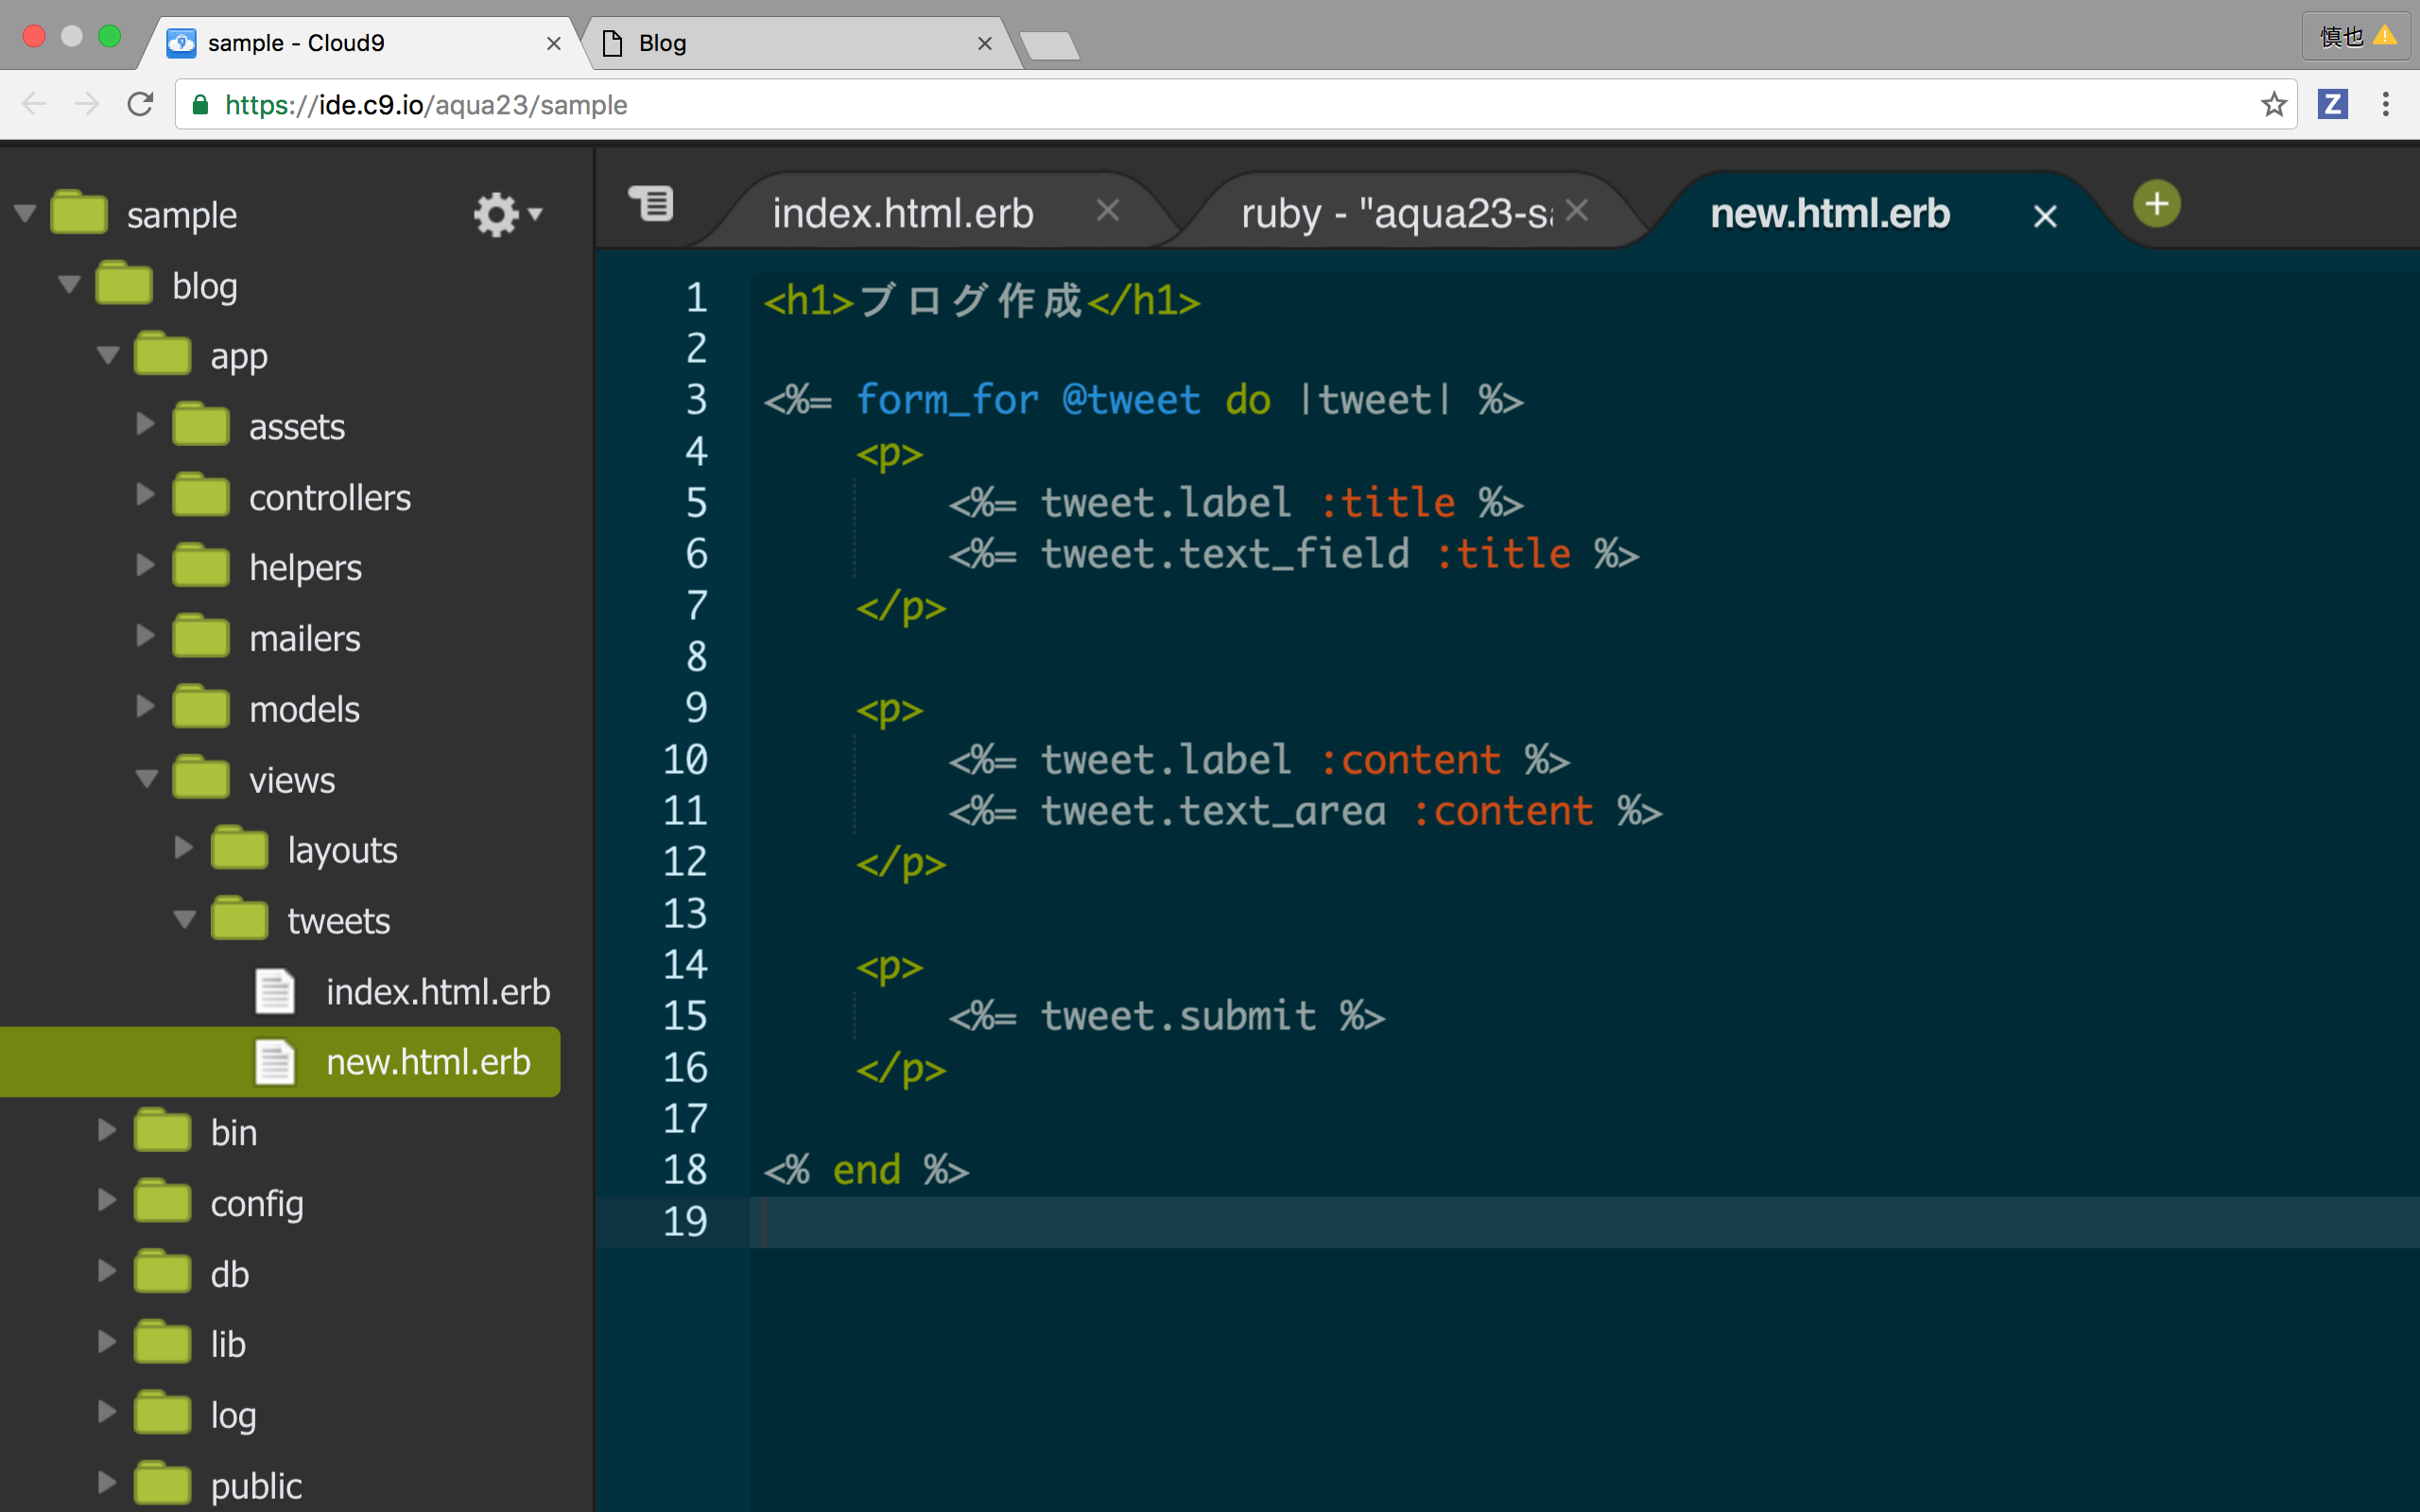 sample - Cloud9
Blog
慎也
https://ide.c9.io/aqua23/sample
Z
sample
blog
app
assets
controllers
helpers
mailers
models
views
layouts
tweets
index.html.erb
new.html.erb
bin
config
db
lib
log
public
index.html.erb
ruby - "aqua23-sa
new.html.erb
1 <h1>ブログ作成</h1>
2
3 <%= form_for @tweet do |tweet| %>
4 <p>
5 <%= tweet.label :title %>
6 <%= tweet.text_field :title %>
7 </p>
8
9 <p>
10 <%= tweet.label :content %>
11 <%= tweet.text_area :content %>
12 </p>
13
14 <p>
15 <%= tweet.submit %>
16 </p>
17
18 <% end %>
19